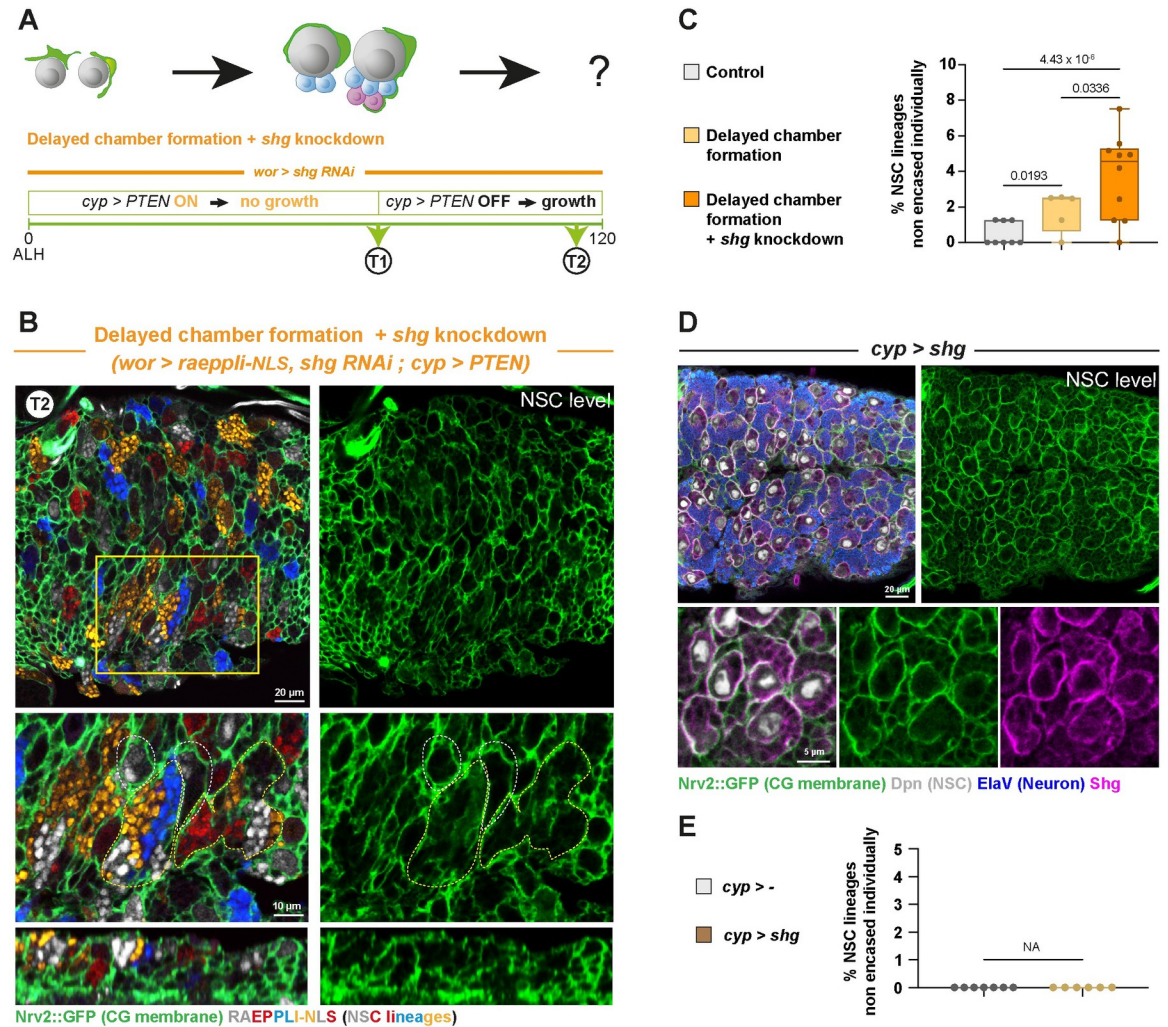 A
?
Delayed chamber formation + shg knockdown
wor > shg RNAi
cyp > PTEN ON → no growth
cyp > PTEN OFF → growth
0
120
ALH
T1
T2
B
Delayed chamber formation + shg knockdown
(wor > raeppli-NLS, shg RNAi ; cyp > PTEN)
T2
NSC level
20 µm
10 µm
Nrv2::GFP (CG membrane) RAEPPLI-NLS (NSC lineages)
C
Control
Delayed chamber
formation
Delayed chamber
formation
+ shg knockdown
% NSC lineages
non encased individually
10
8
6
4
2
0
4.43 x 10-6
0.0336
0.0193
D
cyp > shg
NSC level
20 µm
5 µm
Nrv2::GFP (CG membrane) Dpn (NSC) ElaV (Neuron) Shg
E
cyp > -
cyp > shg
% NSC lineages
non encased individually
5
4
3
2
1
0
NA